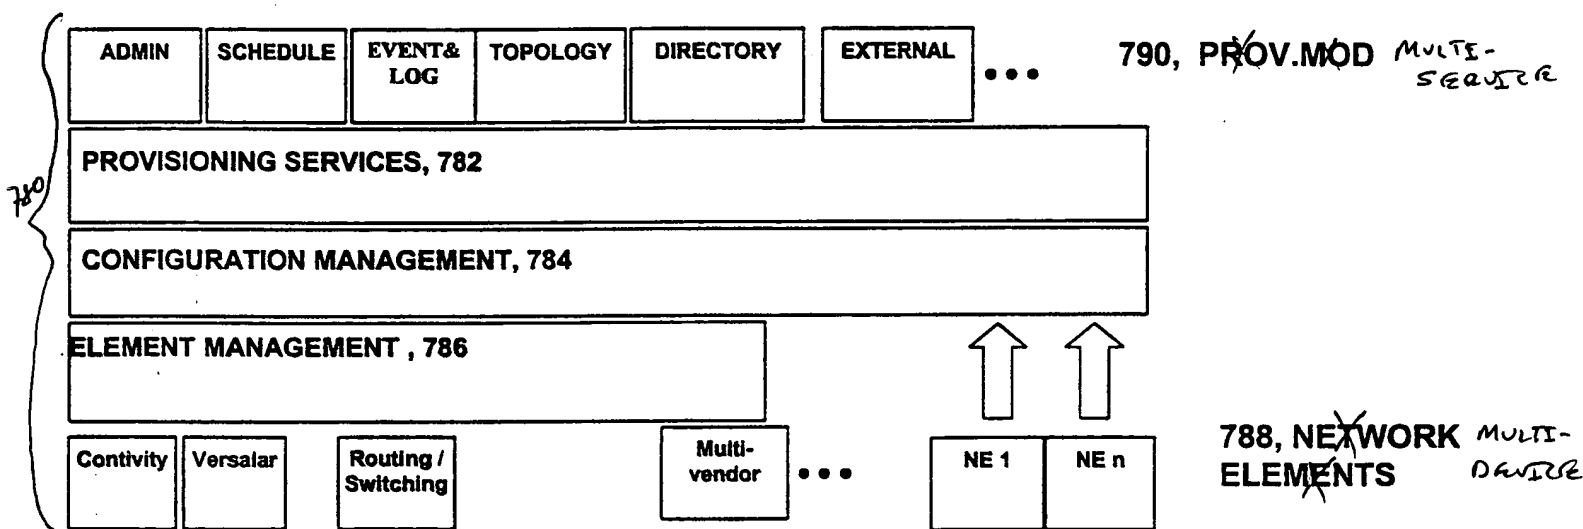 ADMIN SCHEDULE EVENT& TOPOLOGY DIRECTORY EXTERNAL 790, PROV.MOD MULTI-
LOG SERVICE
PROVISIONING SERVICES, 782
780
CONFIGURATION MANAGEMENT, 784
ELEMENT MANAGEMENT , 786
Contivity Versalar Routing / Multi- NE 1 NE n 788, NETWORK MULTI-
Switching vendor ELEMENTS DEVICE